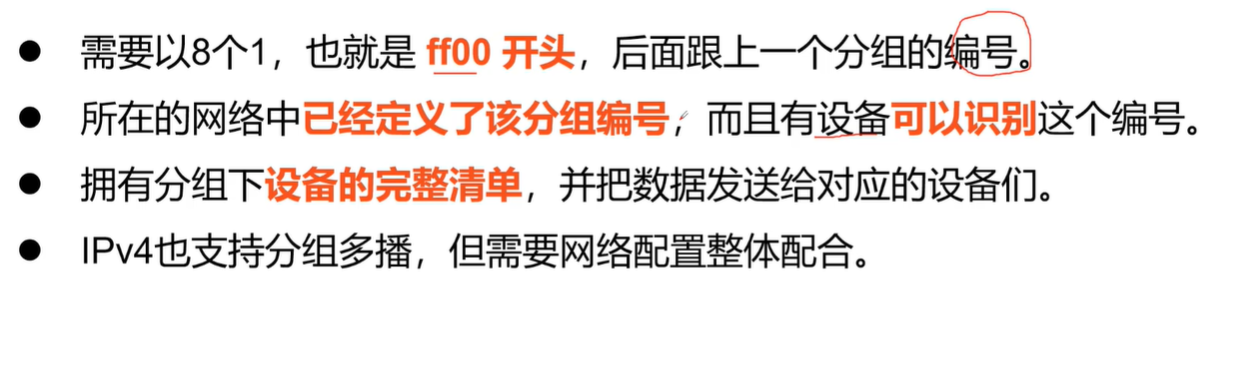 ● 需要以8个1，也就是 ff00 开头，后面跟上一个分组的编号。
● 所在的网络中已经定义了该分组编号；而且有设备可以识别这个编号。
● 拥有分组下设备的完整清单，并把数据发送给对应的设备们。
● IPv4也支持分组多播，但需要网络配置整体配合。